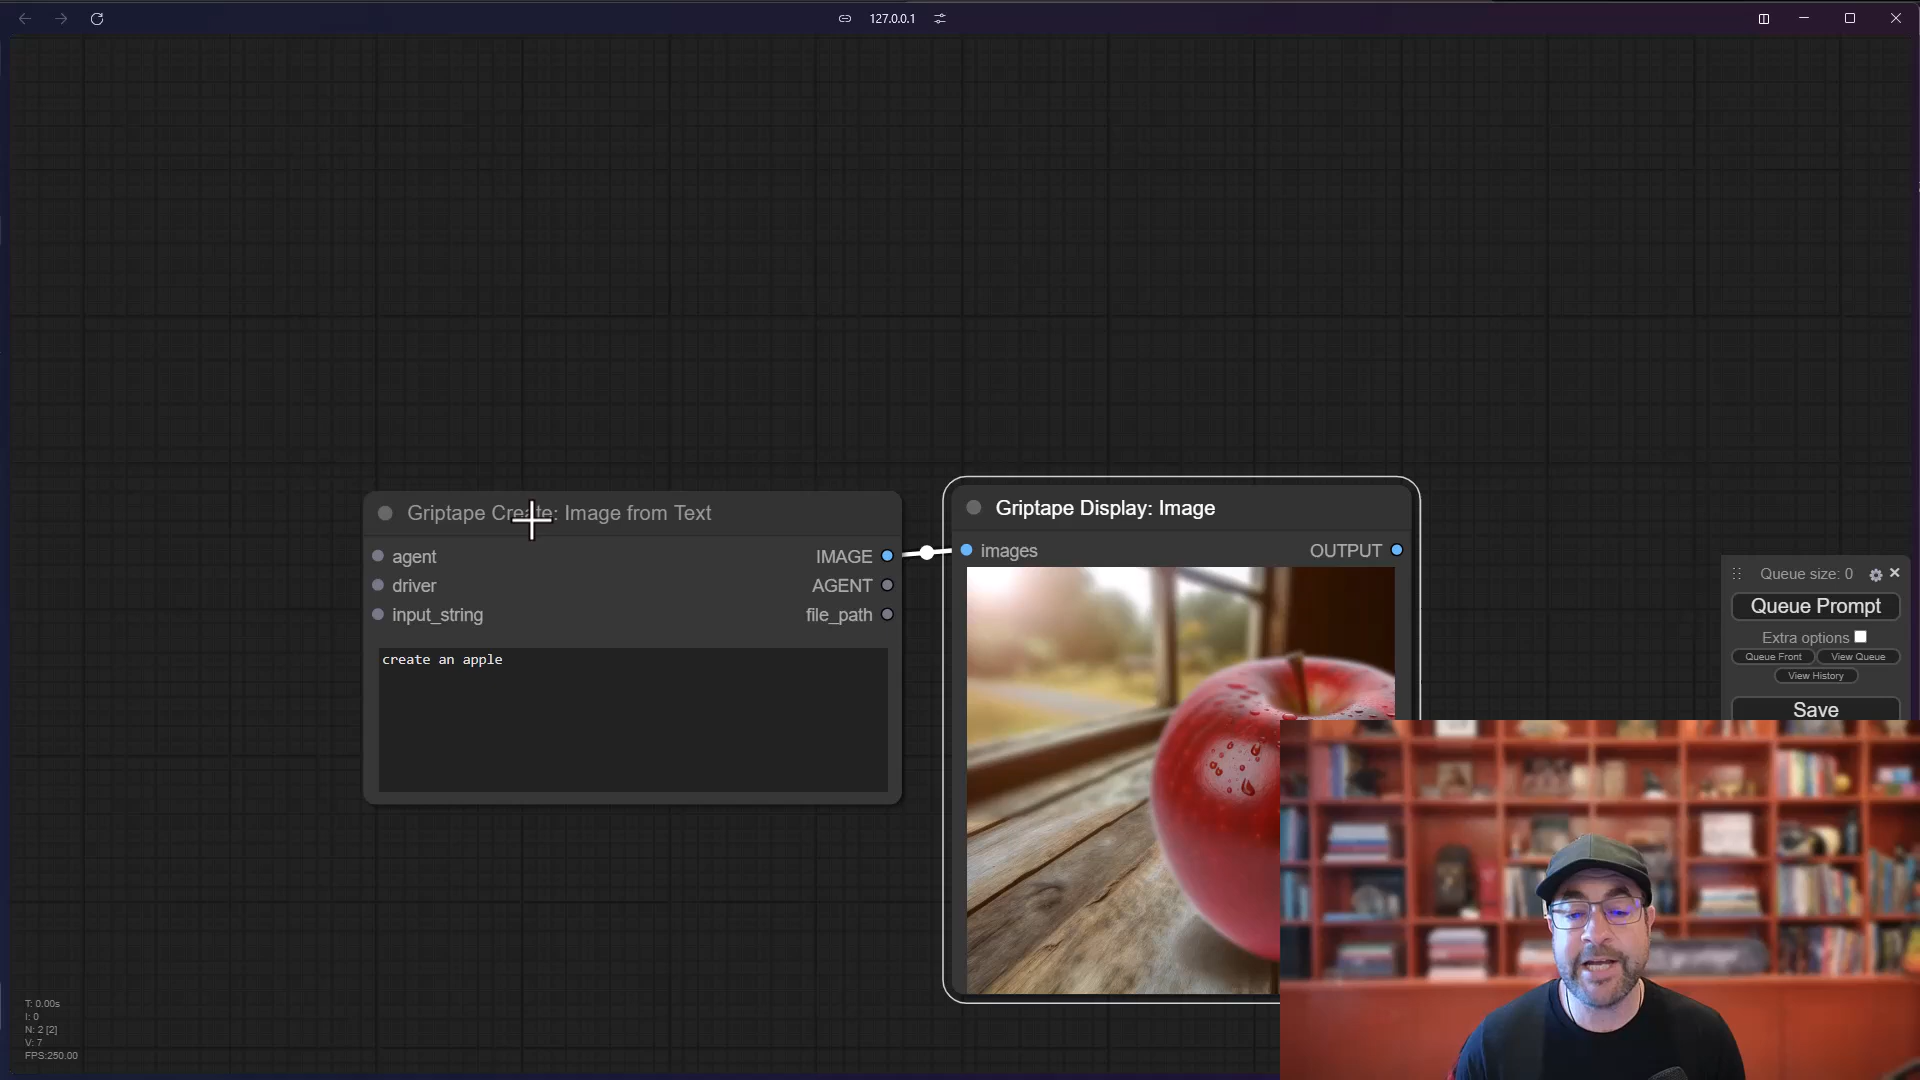 127.0.0.1
Griptape Create: Image from Text
agent
IMAGE
driver
AGENT
input_string
file_path
create an apple
Griptape Display: Image
images
OUTPUT
Queue size: 0
Queue Prompt
Extra options
Queue Front
View Queue
View History
Save
T: 0.00s
I: 0
N: 2 [2]
V: 7
FPS:250.00